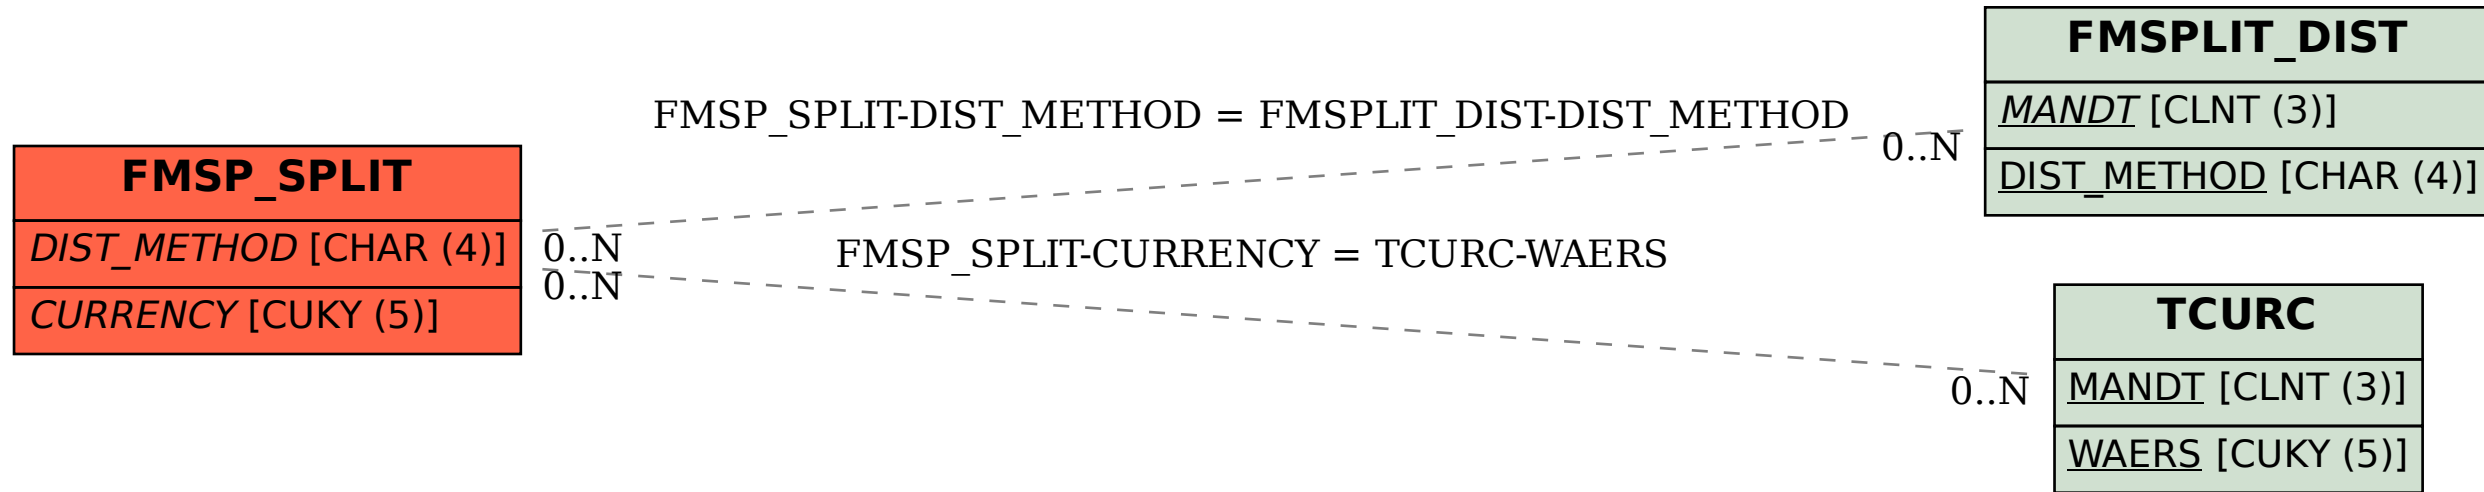 FMSP_SPLIT
DIST_METHOD [CHAR (4)]
CURRENCY [CUKY (5)]
FMSP_SPLIT-DIST_METHOD = FMSPLIT_DIST-DIST_METHOD
0..N
0..N
FMSP_SPLIT-CURRENCY = TCURC-WAERS
0..N
0..N
FMSPLIT_DIST
MANDT [CLNT (3)]
DIST_METHOD [CHAR (4)]
TCURC
MANDT [CLNT (3)]
WAERS [CUKY (5)]